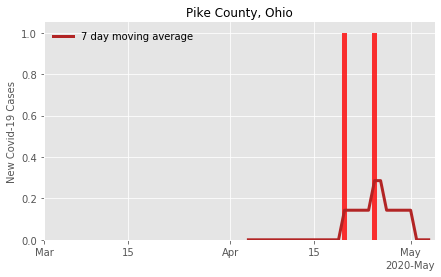 Pike County, Ohio
7 day moving average
New Covid-19 Cases
1.0
0.8
0.6
0.4
0.2
0.0
Mar 15 Apr 15 May
2020-May